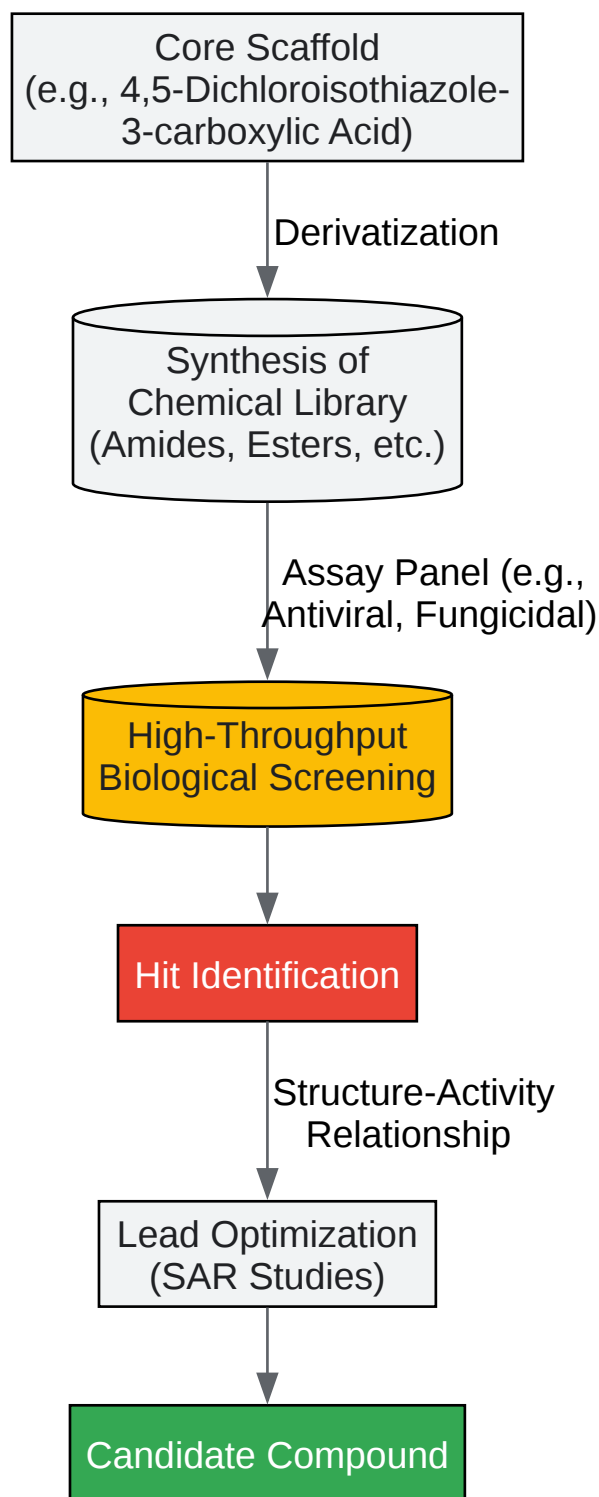 Core Scaffold
(e.g., 4,5-Dichloroisothiazole-
3-carboxylic Acid)
Derivatization
Synthesis of
Chemical Library
(Amides, Esters, etc.)
Assay Panel (e.g.,
Antiviral, Fungicidal)
High-Throughput
Biological Screening
Hit Identification
Structure-Activity
Relationship
Lead Optimization
(SAR Studies)
Candidate Compound